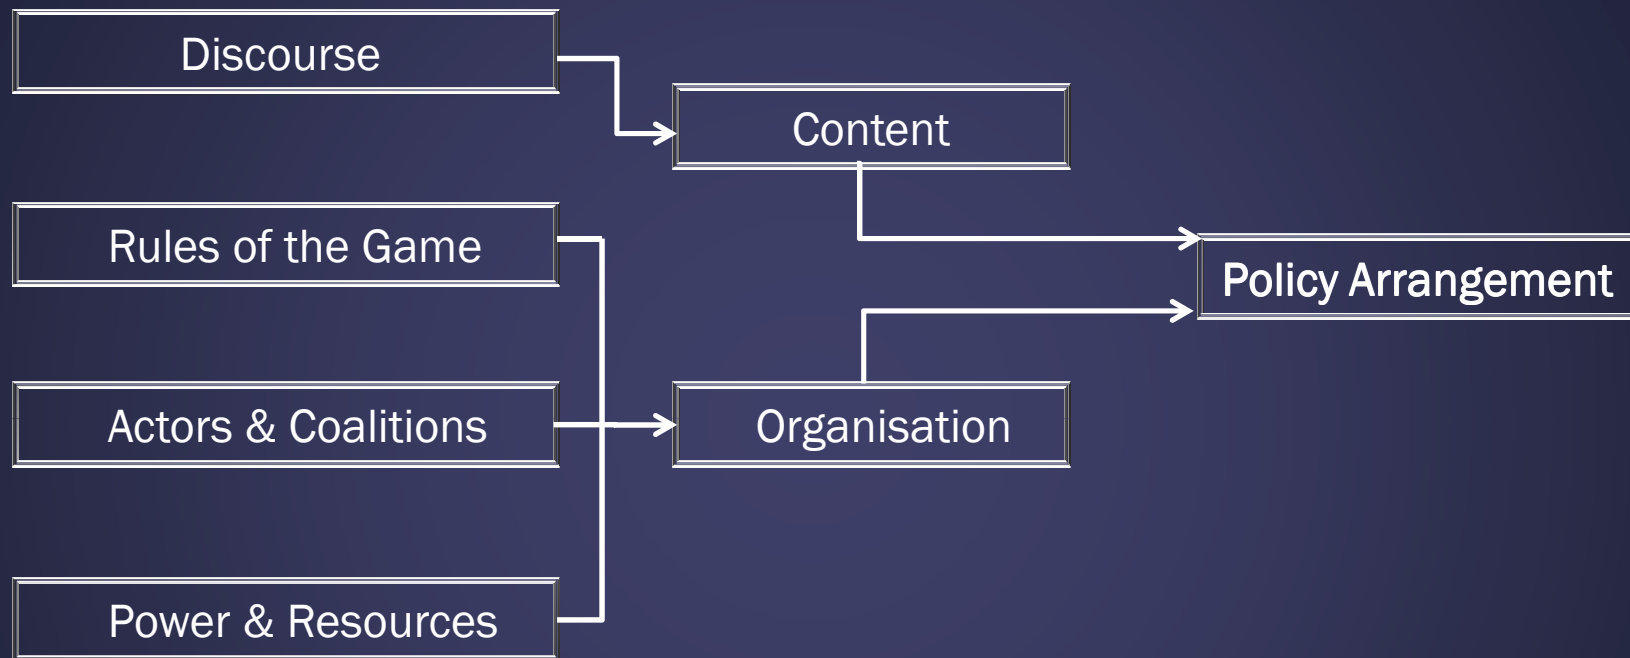 Discourse
Content
Rules of the Game
Policy Arrangement
Actors & Coalitions
Organisation
Power & Resources